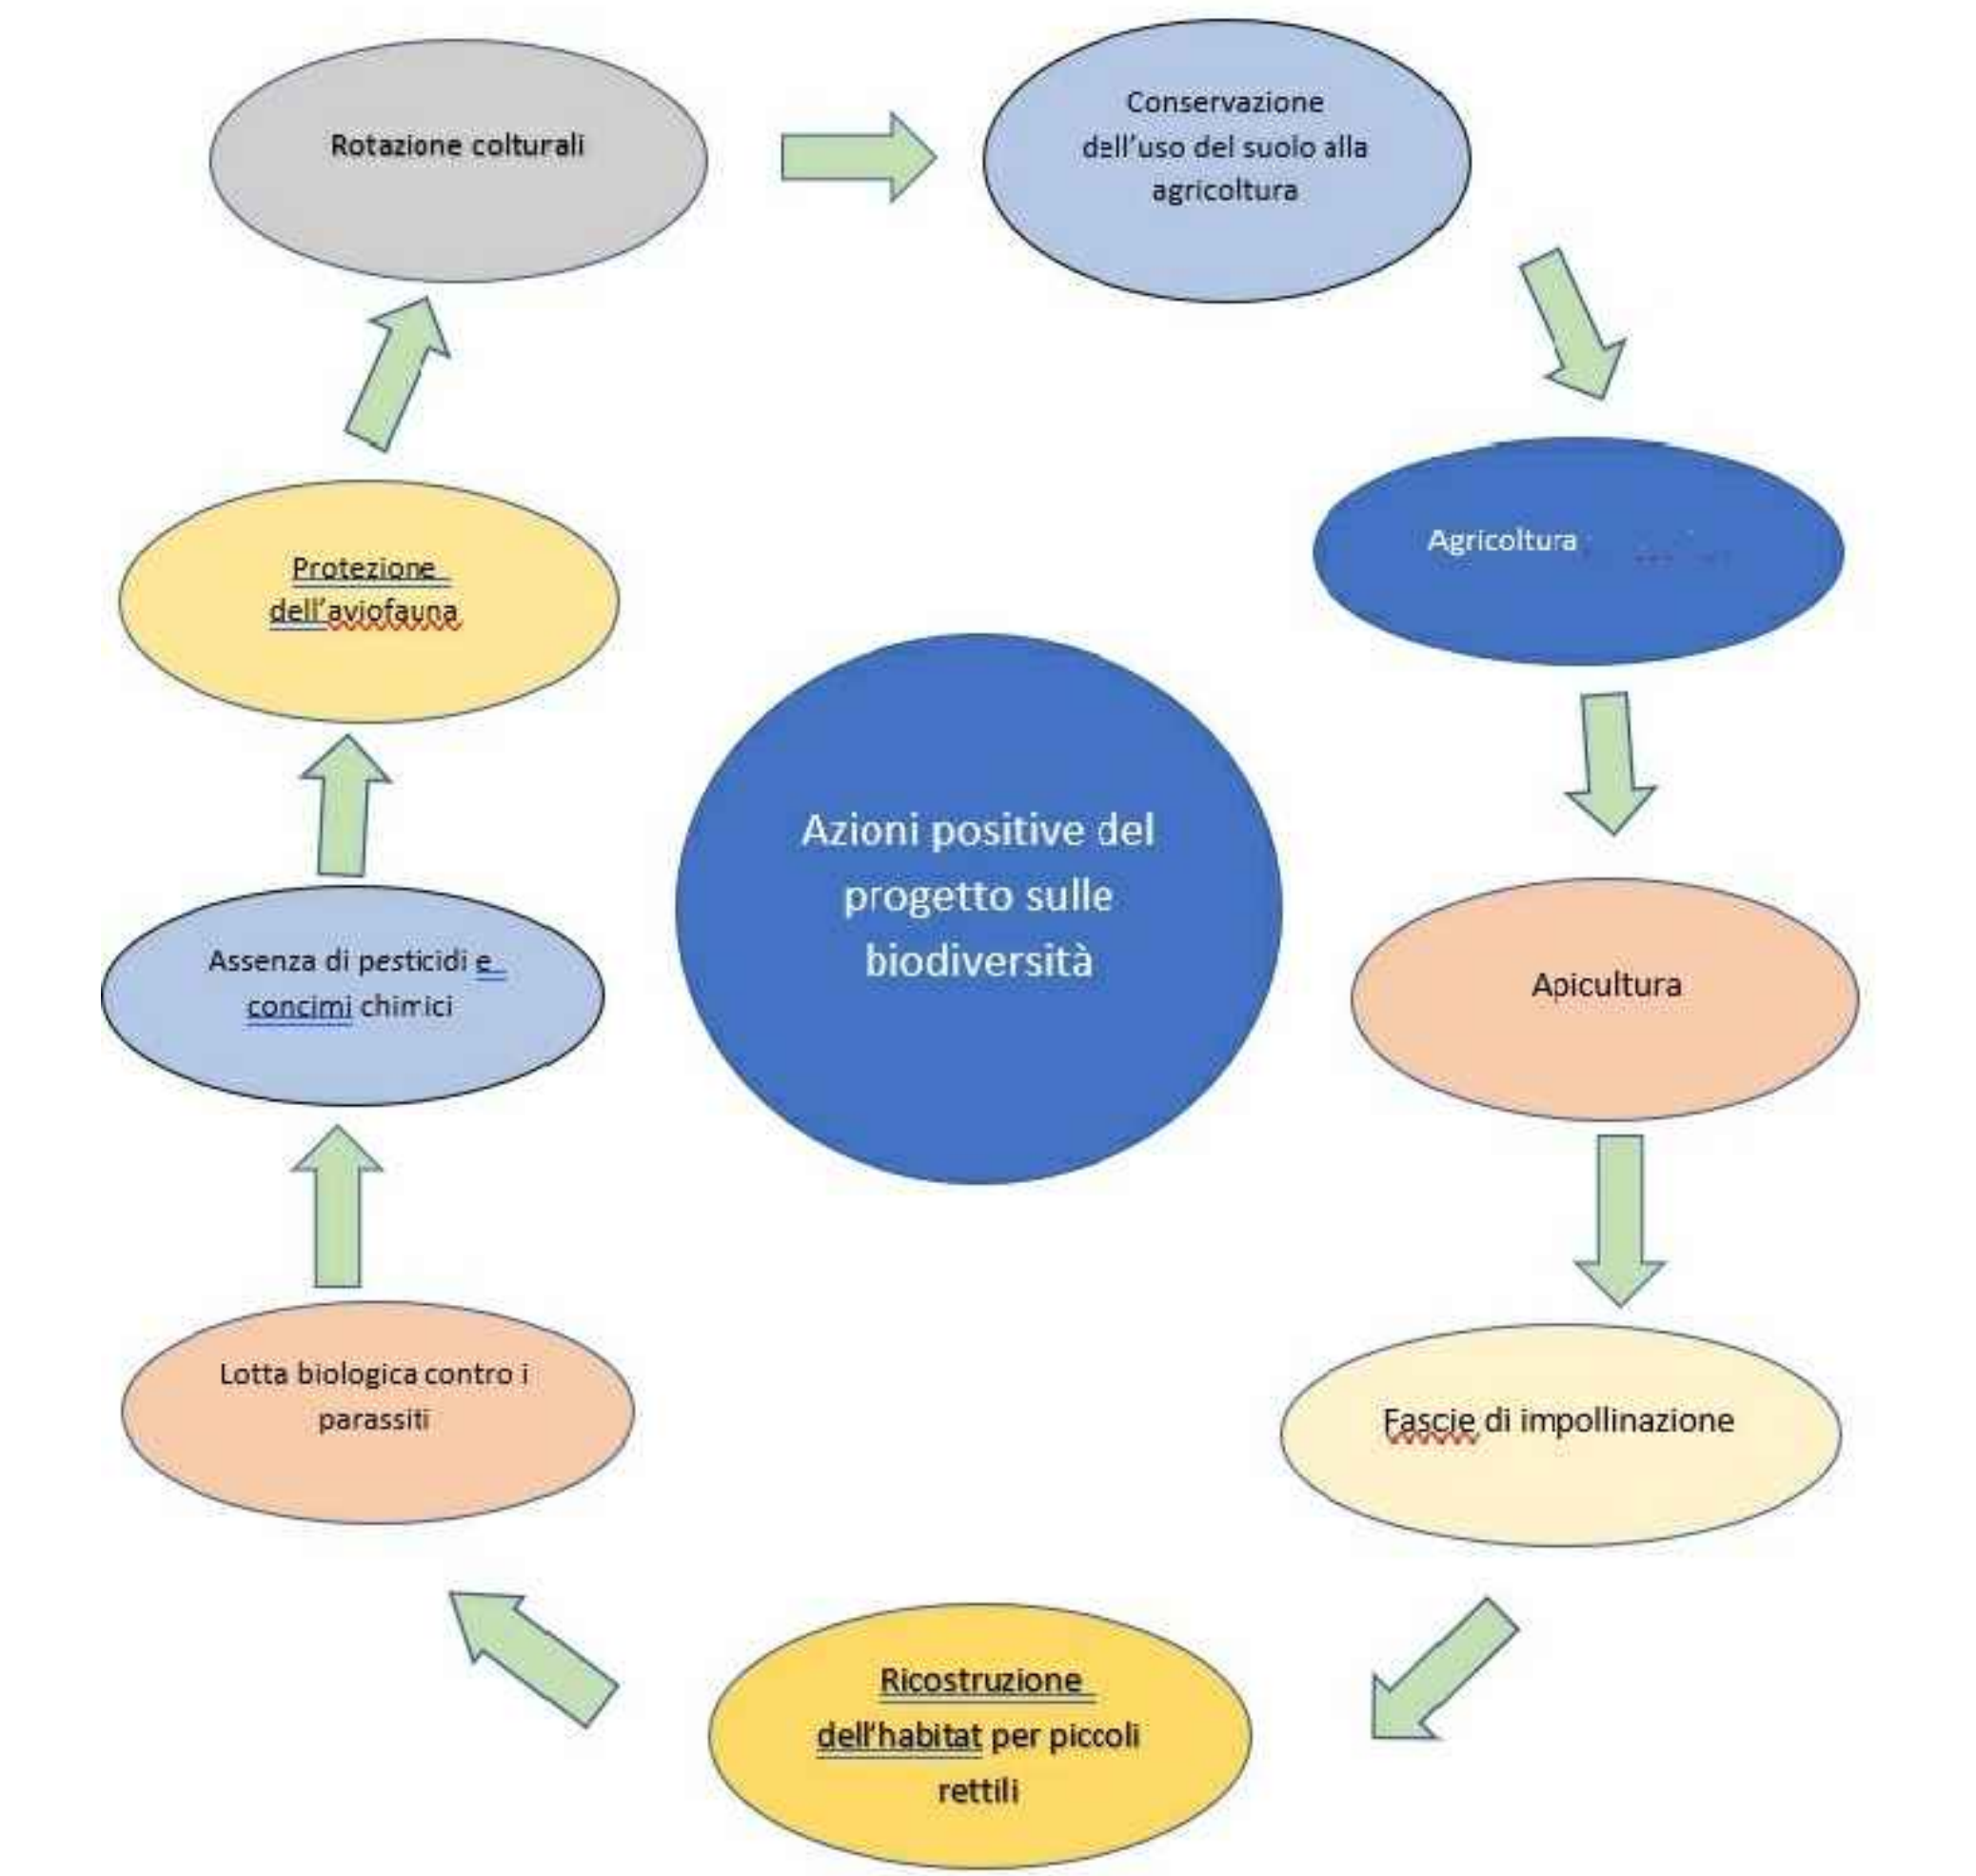 Rotazione colturali
Conservazione
dell'uso del suolo alla
agricoltura
Agricoltura
Apicultura
Fascie di impollinazione
Ricostruzione
dell'habitat per piccoli
rettili
Lotta biologica contro i
parassiti
Assenza di pesticidi e
concimi chimici
Protezione
dell'aviofauna
Azioni positive del
progetto sulle
biodiversità